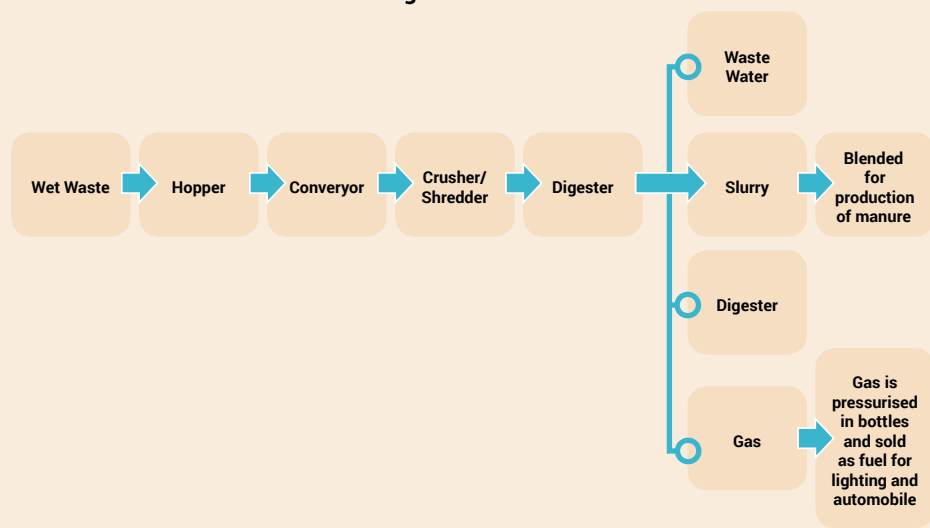 Wet Waste
Hopper
Converyor
Crusher/
Shredder
Digester
Waste
Water
Slurry
Blended
for
production
of manure
Digester
Gas
Gas is
pressurised
in bottles
and sold
as fuel for
lighting and
automobile